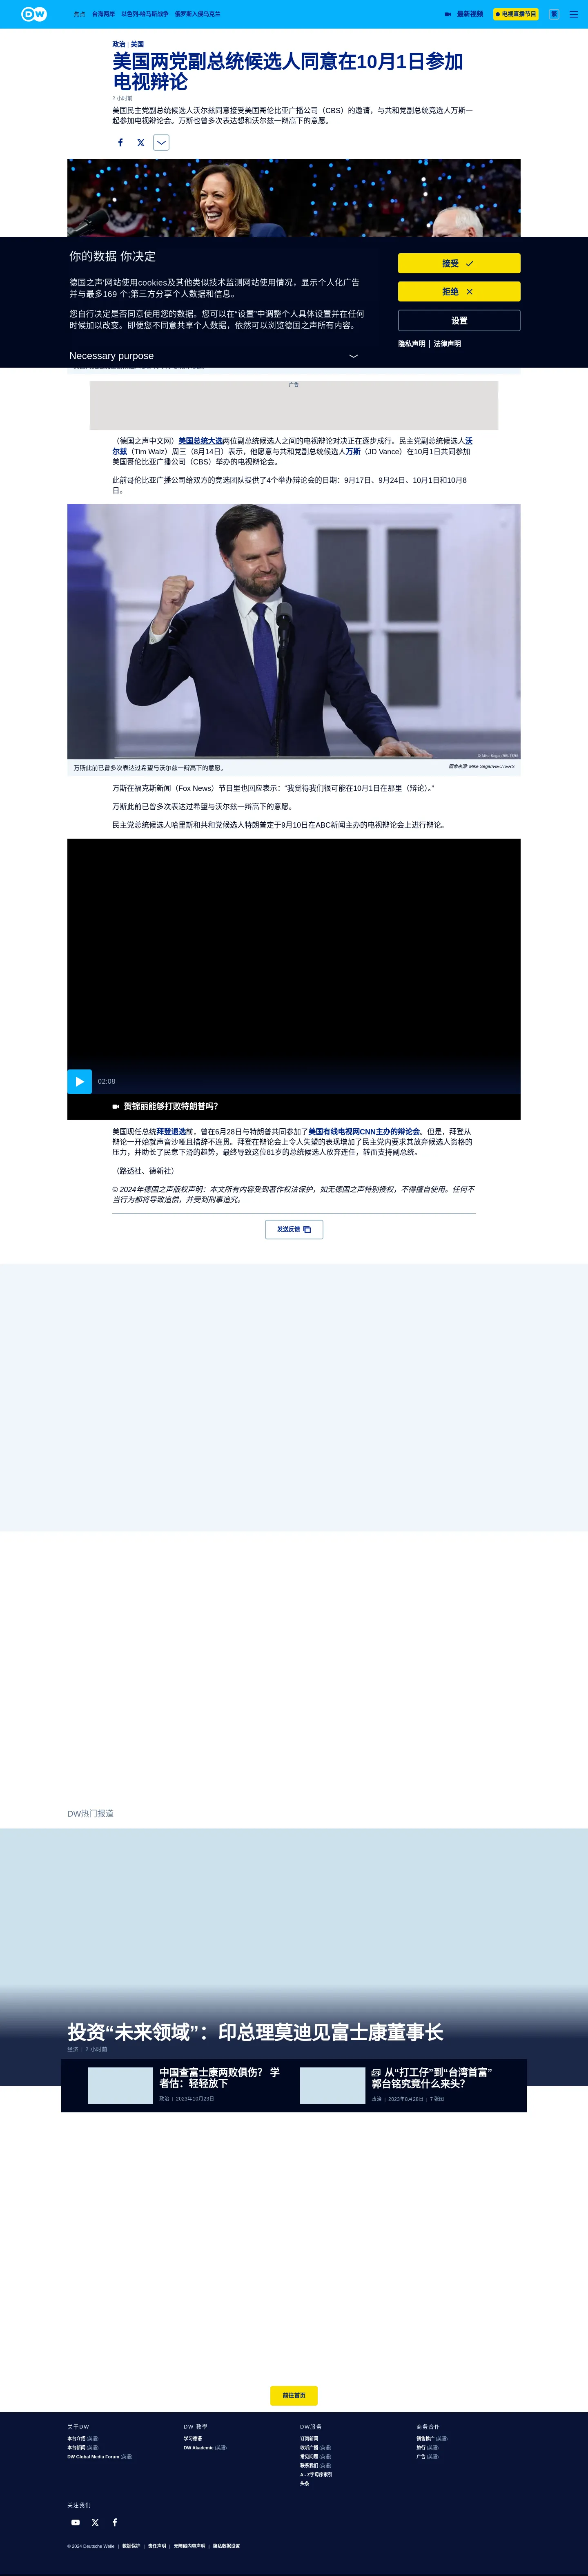 DW
焦点 台海两岸 以色列-哈马斯战争 俄罗斯入侵乌克兰
最新视频
电视直播节目
繁
政治 | 美国
美国两党副总统候选人同意在10月1日参加
电视辩论
2 小时前
美国民主党副总统候选人沃尔兹同意接受美国哥伦比亚广播公司（CBS）的邀请，与共和党副总统竞选人万斯一
起参加电视辩论会。万斯也曾多次表达想和沃尔兹一辩高下的意愿。
你的数据 你决定
德国之声'网站使用cookies及其他类似技术监测网站使用情况，显示个人化广告
并与最多169 个;第三方分享个人数据和信息。
您自行决定是否同意使用您的数据。您可以在“设置”中调整个人具体设置并在任何
时候加以改变。即便您不同意共享个人数据，依然可以浏览德国之声所有内容。
Necessary purpose
接受
拒绝
设置
隐私声明 | 法律声明
广告
（德国之声中文网）美国总统大选两位副总统候选人之间的电视辩论对决正在逐步成行。民主党副总统候选人沃
尔兹（Tim Walz）周三（8月14日）表示，他愿意与共和党副总统候选人万斯（JD Vance）在10月1日共同参加
美国哥伦比亚广播公司（CBS）举办的电视辩论会。
此前哥伦比亚广播公司给双方的竞选团队提供了4个举办辩论会的日期：9月17日、9月24日、10月1日和10月8
日。
© Mike Segar/REUTERS
万斯此前已曾多次表达过希望与沃尔兹一辩高下的意愿。
图像来源: Mike Segar/REUTERS
万斯在福克斯新闻（Fox News）节目里也回应表示：“我觉得我们很可能在10月1日在那里（辩论）。”
万斯此前已曾多次表达过希望与沃尔兹一辩高下的意愿。
民主党总统候选人哈里斯和共和党候选人特朗普定于9月10日在ABC新闻主办的电视辩论会上进行辩论。
02:08
贺锦丽能够打败特朗普吗？
美国现任总统拜登退选前，曾在6月28日与特朗普共同参加了美国有线电视网CNN主办的辩论会。但是，拜登从
辩论一开始就声音沙哑且措辞不连贯。拜登在辩论会上令人失望的表现增加了民主党内要求其放弃候选人资格的
压力，并助长了民意下滑的趋势，最终导致这位81岁的总统候选人放弃连任，转而支持副总统。
（路透社、德新社）
© 2024年德国之声版权声明：本文所有内容受到著作权法保护，如无德国之声特别授权，不得擅自使用。任何不
当行为都将导致追偿，并受到刑事追究。
发送反馈
DW热门报道
投资“未来领域”：印总理莫迪见富士康董事长
经济 | 2 小时前
中国查富士康两败俱伤？ 学
者估：轻轻放下
政治 | 2023年10月23日
从“打工仔”到“台湾首富”
郭台铭究竟什么来头？
政治 | 2023年8月28日 | 7 张图
前往首页
关于DW
本台介绍 (英语)
本台新闻 (英语)
DW Global Media Forum (英语)
DW 教學
学习德语
DW Akademie (英语)
DW服务
订阅新闻
收听广播 (英语)
常见问题 (英语)
联系我们 (英语)
A - Z字母序索引
头条
商务合作
销售推广 (英语)
旅行 (英语)
广告 (英语)
关注我们
© 2024 Deutsche Welle | 数据保护 | 责任声明 | 无障碍内容声明 | 隐私数据设置